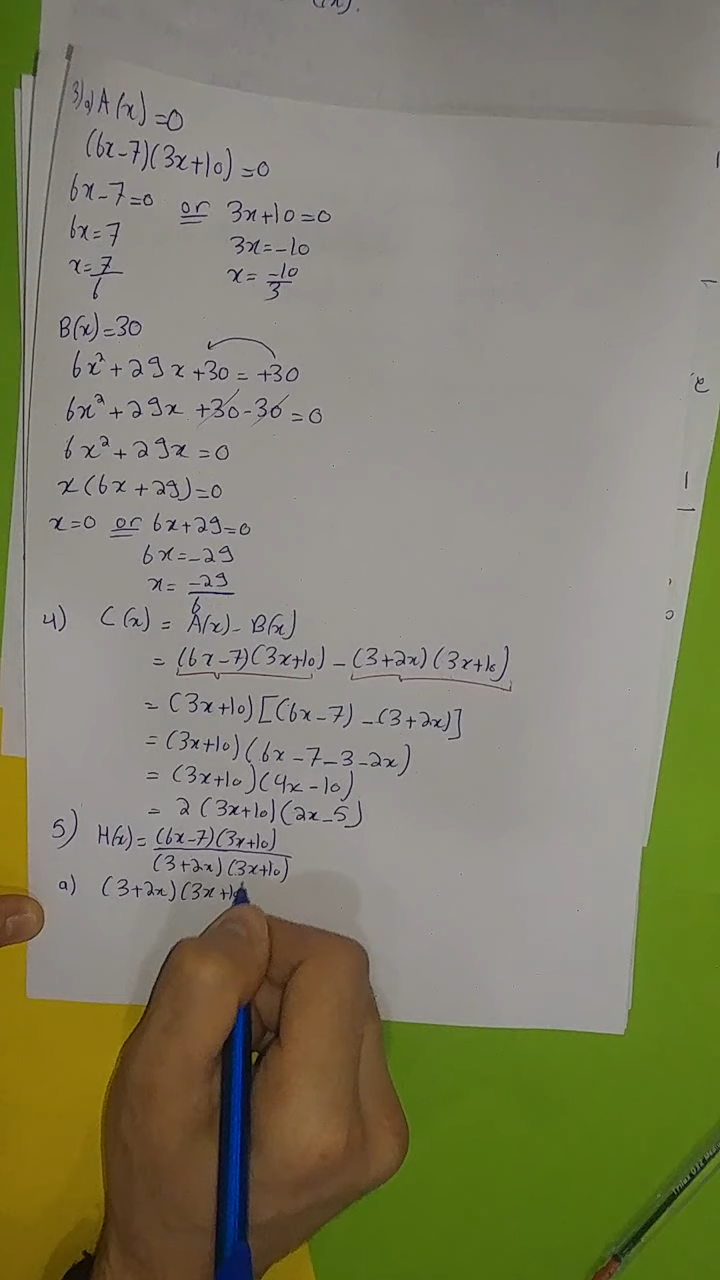 3) a) A(x) = 0
(6x-7)(3x+10) = 0
6x-7=0 or 3x+10=0
6x=7 3x=-10
x=7/6 x=-10/3
B(x)=30
6x²+29x+30=+30
6x²+29x+30-30=0
6x²+29x=0
x(6x+29)=0
x=0 or 6x+29=0
6x=-29
x=-29/6
4) C(x) = A(x) - B(x)
= (6x-7)(3x+10) - (3+2x)(3x+10)
= (3x+10)[(6x-7) - (3+2x)]
= (3x+10)(6x-7-3-2x)
= (3x+10)(4x-10)
= 2(3x+10)(2x-5)
5) H(x) = (6x-7)(3x+10)/(3+2x)(3x+10)
a) (3+2x)(3x+10